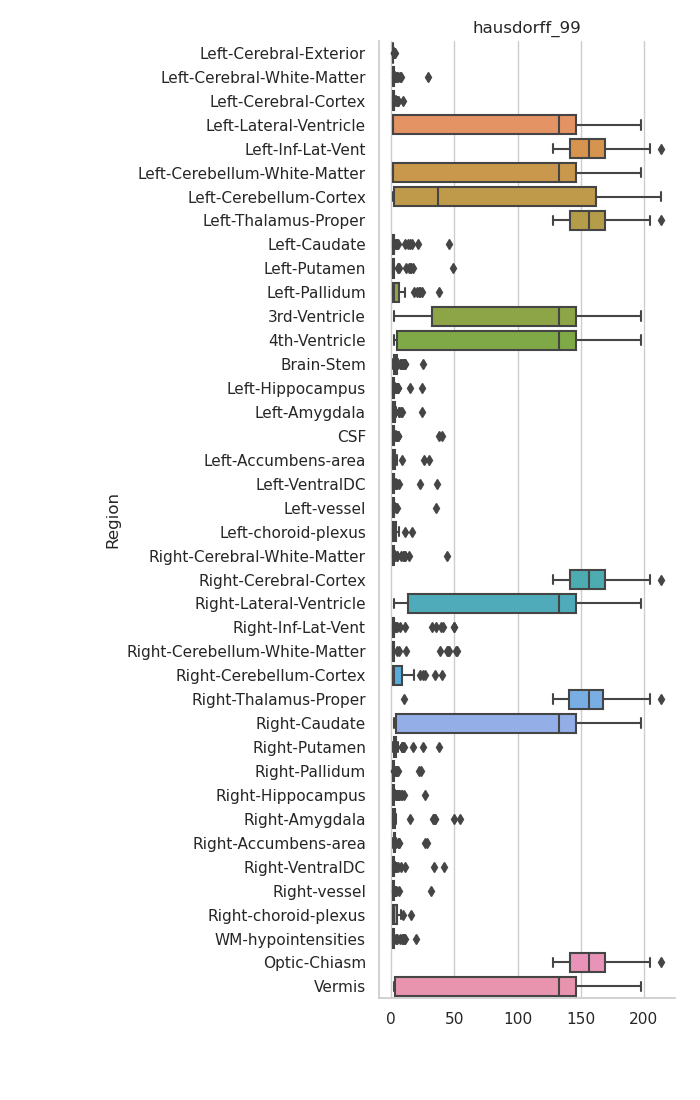 hausdorff_99
Left-Cerebral-Exterior
Left-Cerebral-White-Matter
Left-Cerebral-Cortex
Left-Lateral-Ventricle
Left-Inf-Lat-Vent
Left-Cerebellum-White-Matter
Left-Cerebellum-Cortex
Left-Thalamus-Proper
Left-Caudate
Left-Putamen
Left-Pallidum
3rd-Ventricle
4th-Ventricle
Brain-Stem
Left-Hippocampus
Left-Amygdala
CSF
Left-Accumbens-area
Left-VentralDC
Left-vessel
Left-choroid-plexus
Right-Cerebral-White-Matter
Right-Cerebral-Cortex
Right-Lateral-Ventricle
Right-Inf-Lat-Vent
Right-Cerebellum-White-Matter
Right-Cerebellum-Cortex
Right-Thalamus-Proper
Right-Caudate
Right-Putamen
Right-Pallidum
Right-Hippocampus
Right-Amygdala
Right-Accumbens-area
Right-VentralDC
Right-vessel
Right-choroid-plexus
WM-hypointensities
Optic-Chiasm
Vermis
Region
0 50 100 150 200